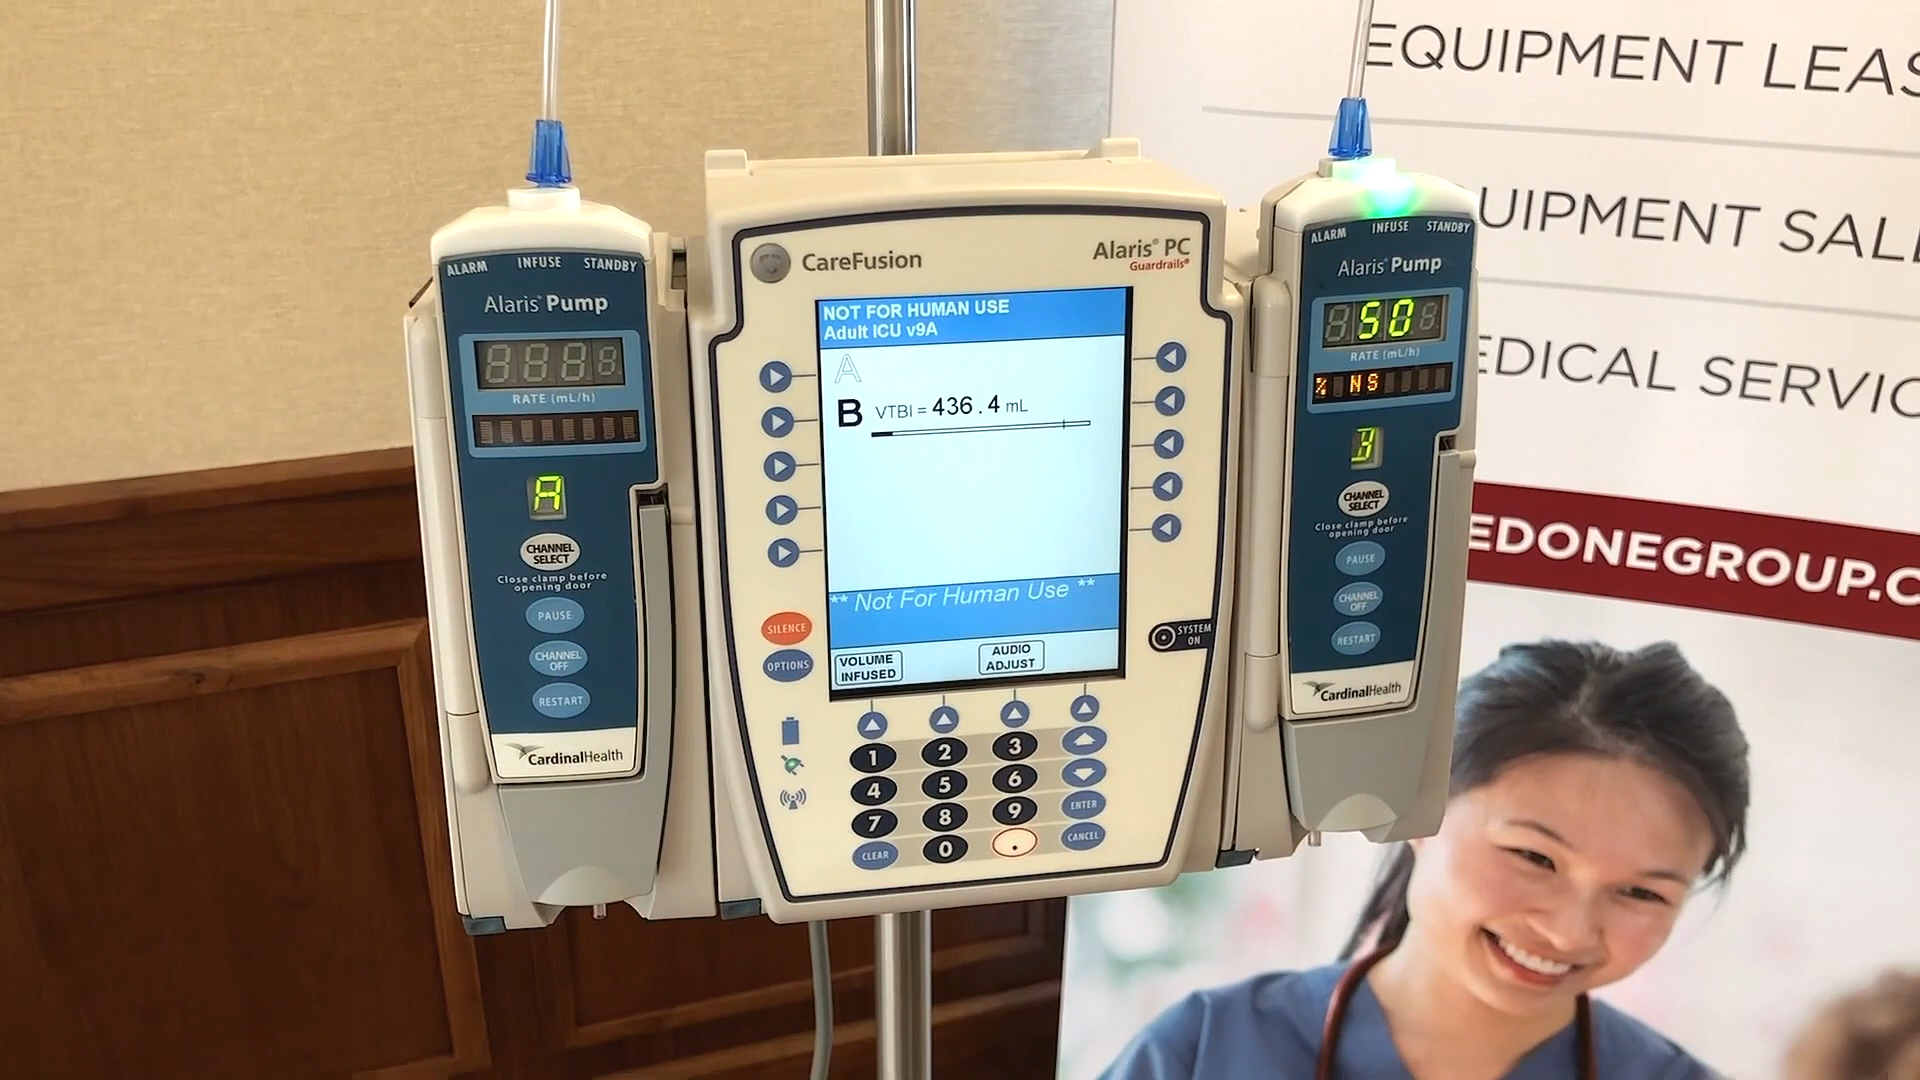 EQUIPMENT LEAS
UIPMENT SALE
EDICAL SERVIC
EDONEGROUP.C
ALARM INFUSE STANDBY
Alaris® Pump
RATE (mL/h)
A
CHANNEL
SELECT
Close clamp before
opening door
PAUSE
CHANNEL
OFF
RESTART
CardinalHealth
CareFusion
Alaris® PC
Guardrails®
NOT FOR HUMAN USE
Adult ICU v9A
A
B VTBI = 436.4 mL
** Not For Human Use **
VOLUME
INFUSED
AUDIO
ADJUST
SILENCE
OPTIONS
SYSTEM
ON
1 2 3
4 5 6
7 8 9
CLEAR 0 .
ENTER
CANCEL
ALARM INFUSE STANDBY
Alaris® Pump
50
RATE (mL/h)
NS
B
CHANNEL
SELECT
Close clamp before
opening door
PAUSE
CHANNEL
OFF
RESTART
CardinalHealth